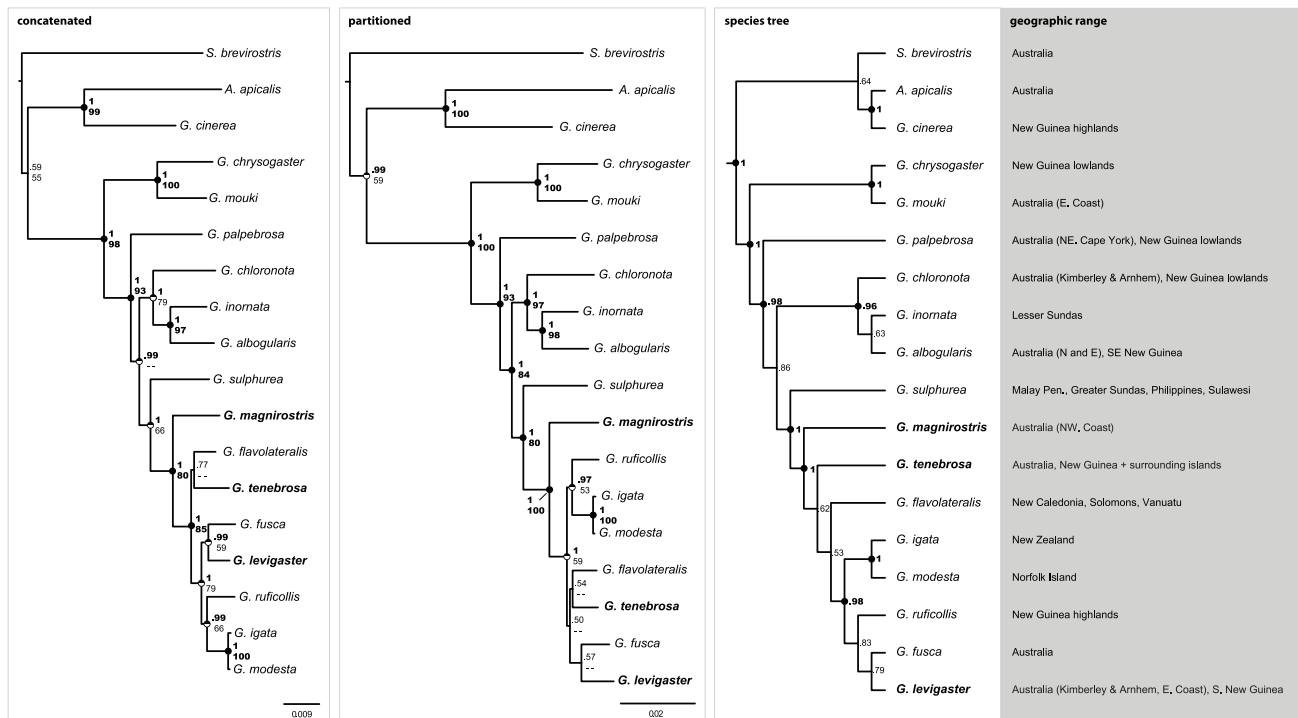 concatenated
S. brevirostris
A. apicalis
1
99
G. cinerea
.59
55
G. chrysogaster
1
100
G. mouki
1
98
G. palpebrosa
1
93
G. chloronota
1
79
G. inornata
1
97
G. albogularis
.99
--
G. sulphurea
1
66
G. magnirostris
1
80
G. flavolateralis
.77
--
G. tenebrosa
1
85
G. fusca
.99
59
G. levigaster
1
79
G. ruficollis
.99
66
G. igata
1
100
G. modesta
0.009
partitioned
S. brevirostris
A. apicalis
1
100
G. cinerea
.99
59
G. chrysogaster
1
100
G. mouki
1
100
G. palpebrosa
1
93
G. chloronota
1
97
G. inornata
1
98
G. albogularis
1
84
G. sulphurea
1
80
G. magnirostris
1
100
G. ruficollis
.97
53
G. igata
1
100
G. modesta
1
59
G. flavolateralis
.54
--
G. tenebrosa
.50
--
G. fusca
.57
--
G. levigaster
0.02
species tree
geographic range
S. brevirostris Australia
.64
A. apicalis Australia
1
G. cinerea New Guinea highlands
1
G. chrysogaster New Guinea lowlands
1
G. mouki Australia (E. Coast)
1
G. palpebrosa Australia (NE. Cape York), New Guinea lowlands
.98
G. chloronota Australia (Kimberley & Arnhem), New Guinea lowlands
.96
G. inornata Lesser Sundas
.63
G. albogularis Australia (N and E), SE New Guinea
.86
G. sulphurea Malay Pen., Greater Sundas, Philippines, Sulawesi
1
G. magnirostris Australia (NW. Coast)
1
G. tenebrosa Australia, New Guinea + surrounding islands
.62
G. flavolateralis New Caledonia, Solomons, Vanuatu
.53
G. igata New Zealand
1
G. modesta Norfolk Island
.98
G. ruficollis New Guinea highlands
.83
G. fusca Australia
.79
G. levigaster Australia (Kimberley & Arnhem, E. Coast), S. New Guinea